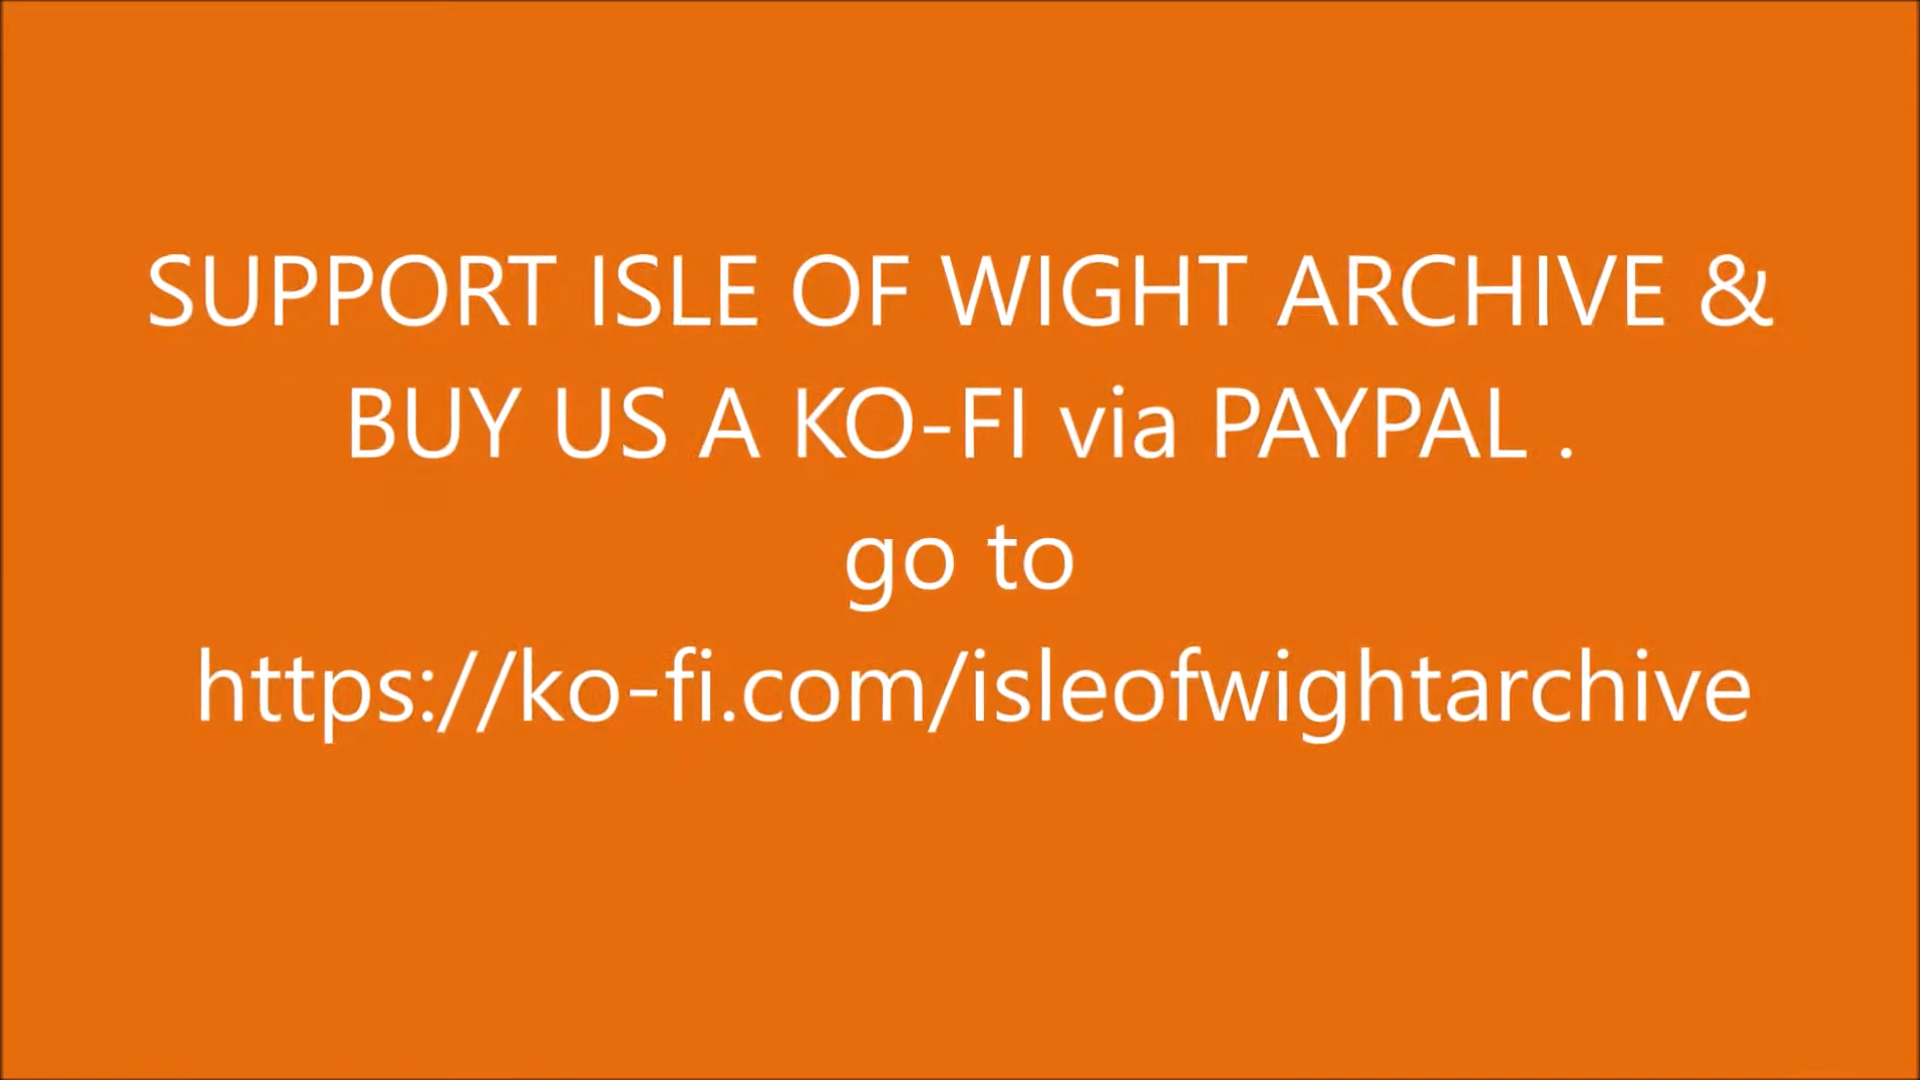 SUPPORT ISLE OF WIGHT ARCHIVE &
BUY US A KO-FI via PAYPAL .
go to
https://ko-fi.com/isleofwightarchive